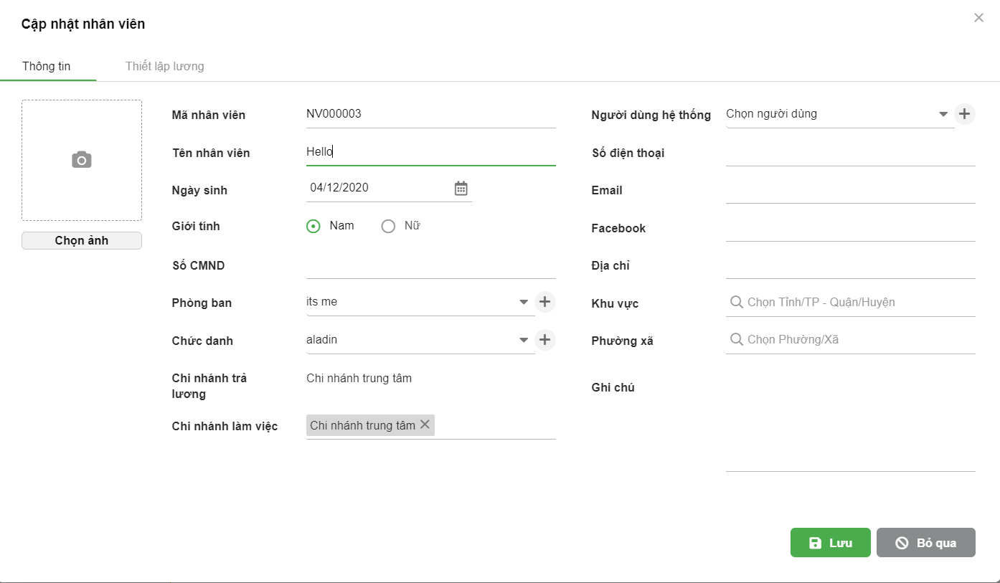 Cập nhật nhân viên
Thông tin
Thiết lập lương
Chọn ảnh
Mã nhân viên
NV000003
Tên nhân viên
Hello
Ngày sinh
04/12/2020
Giới tính
Nam
Nữ
Số CMND
Phòng ban
its me
Chức danh
aladin
Chi nhánh trả
lương
Chi nhánh trung tâm
Chi nhánh làm việc
Chi nhánh trung tâm
Người dùng hệ thống
Chọn người dùng
Số điện thoại
Email
Facebook
Địa chỉ
Khu vực
Chọn Tỉnh/TP - Quận/Huyện
Phường xã
Chọn Phường/Xã
Ghi chú
Lưu
Bỏ qua